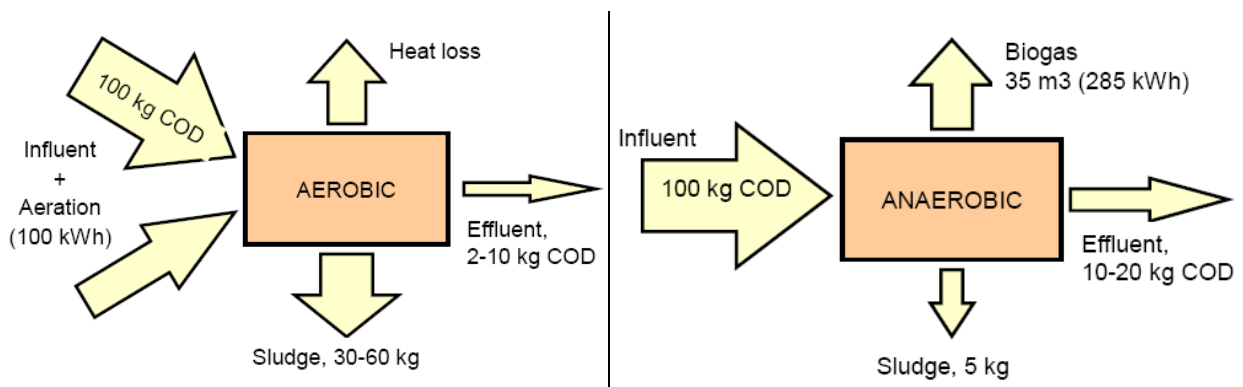 Heat loss
100 kg COD
Influent
+
Aeration
(100 kWh)
AEROBIC
Effluent,
2-10 kg COD
Sludge, 30-60 kg
Biogas
35 m3 (285 kWh)
Influent
100 kg COD
ANAEROBIC
Effluent,
10-20 kg COD
Sludge, 5 kg